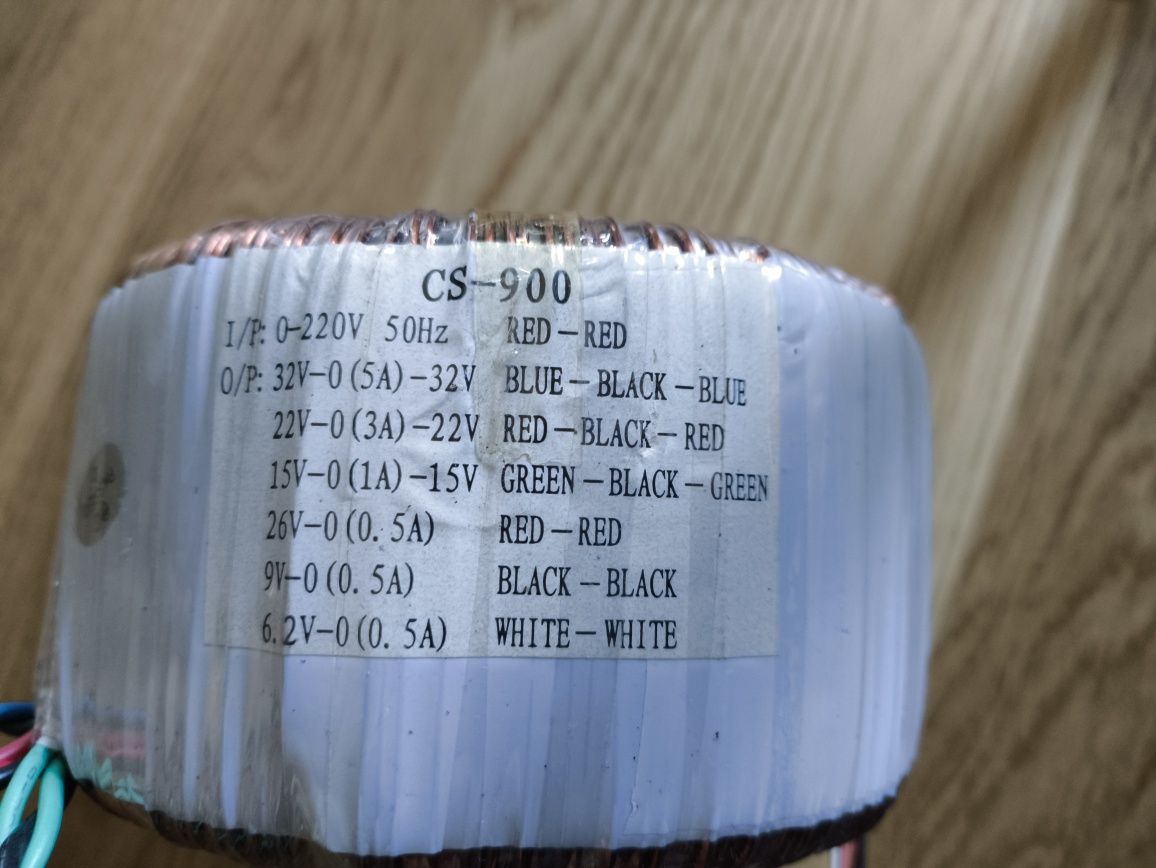 CS-900
I/P: 0-220V 50Hz RED-RED
O/P: 32V-0(5A)-32V BLUE-BLACK-BLUE
22V-0(3A)-22V RED-BLACK-RED
15V-0(1A)-15V GREEN-BLACK-GREEN
26V-0(0.5A) RED-RED
9V-0(0.5A) BLACK-BLACK
6.2V-0(0.5A) WHITE-WHITE